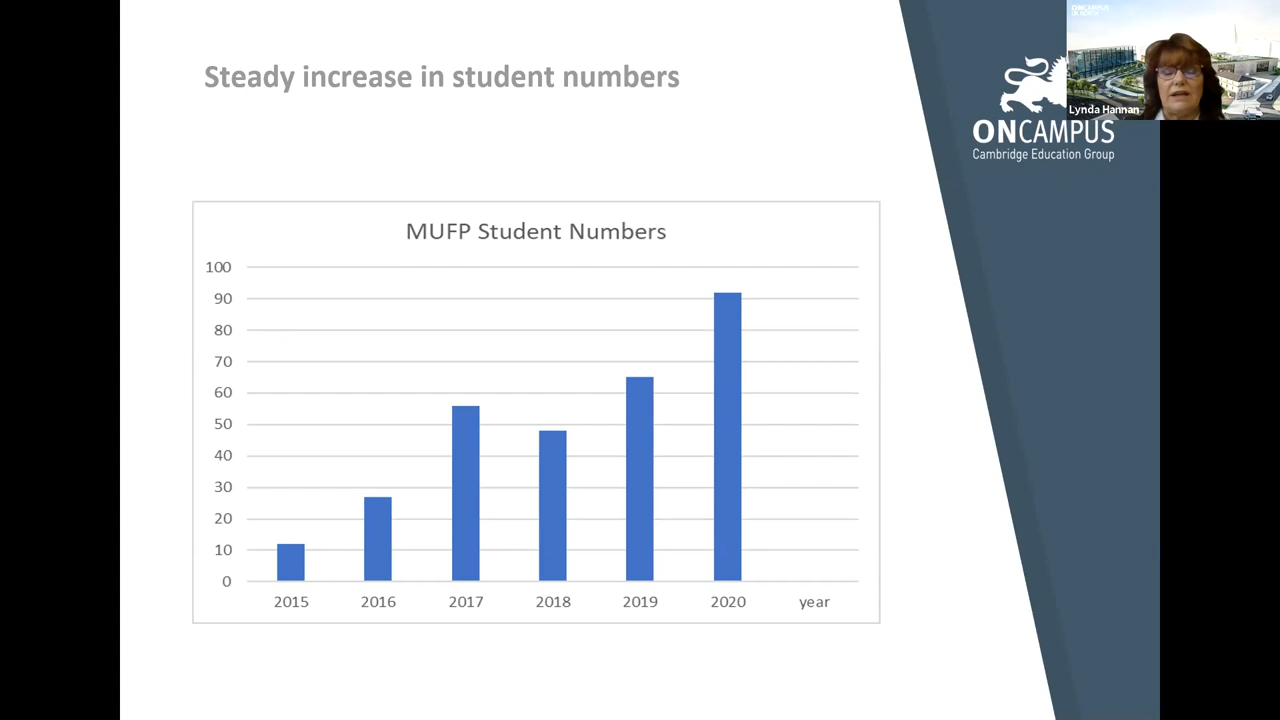 Steady increase in student numbers
ONCAMPUS
Lynda Hannan
ONCAMPUS
Cambridge Education Group
MUFP Student Numbers
100
90
80
70
60
50
40
30
20
10
0
2015 2016 2017 2018 2019 2020 year